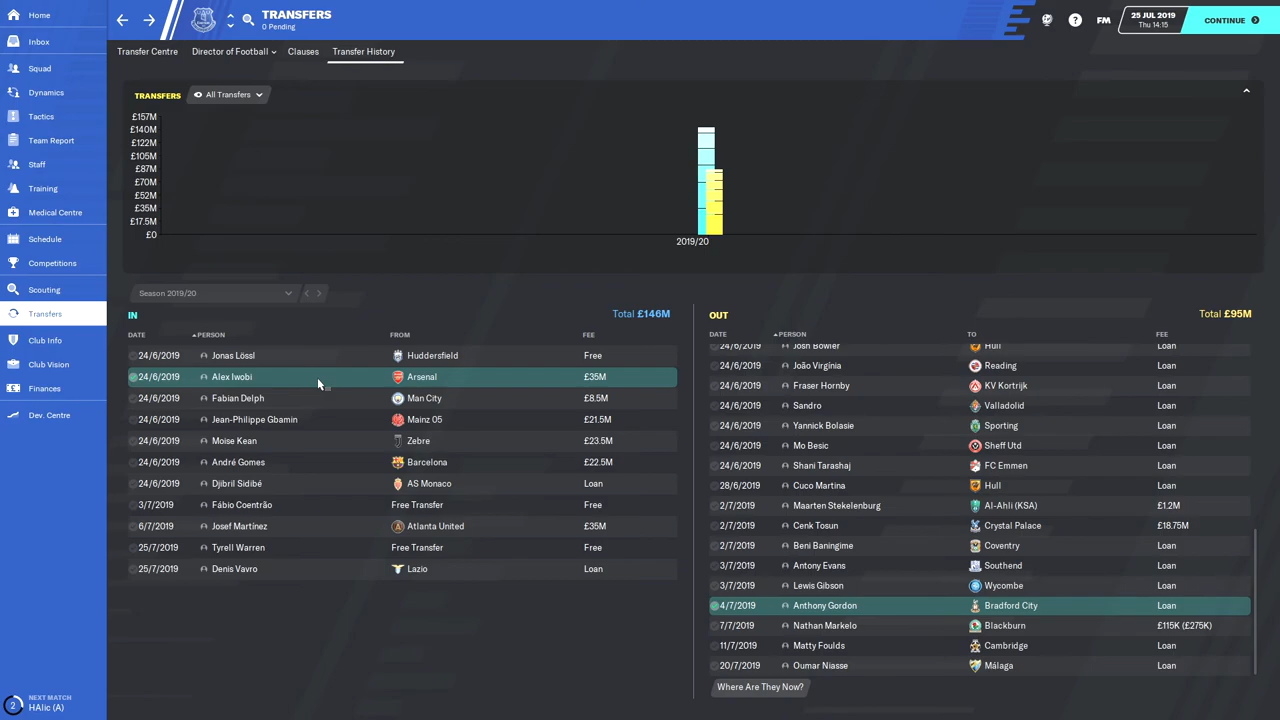 Home
Inbox
Squad
Dynamics
Tactics
Team Report
Staff
Training
Medical Centre
Schedule
Competitions
Scouting
Transfers
Club Info
Club Vision
Finances
Dev. Centre
2 NEXT MATCH
HAlic (A)
TRANSFERS
0 Pending
? FM 25 JUL 2019
Thu 14:15
CONTINUE
Transfer Centre Director of Football Clauses Transfer History
TRANSFERS All Transfers
£157M
£140M
£122M
£105M
£87M
£70M
£52M
£35M
£17.5M
£0
2019/20
Season 2019/20
IN Total £146M
DATE PERSON FROM FEE
24/6/2019 Jonas Lössl Huddersfield Free
24/6/2019 Alex Iwobi Arsenal £35M
24/6/2019 Fabian Delph Man City £8.5M
24/6/2019 Jean-Philippe Gbamin Mainz 05 £21.5M
24/6/2019 Moise Kean Zebre £23.5M
24/6/2019 André Gomes Barcelona £22.5M
24/6/2019 Djibril Sidibé AS Monaco Loan
3/7/2019 Fábio Coentrão Free Transfer Free
6/7/2019 Josef Martínez Atlanta United £35M
25/7/2019 Tyrell Warren Free Transfer Free
25/7/2019 Denis Vavro Lazio Loan
OUT Total £95M
DATE PERSON TO FEE
24/6/2019 Josh Bowler Hull Loan
24/6/2019 João Virgínia Reading Loan
24/6/2019 Fraser Hornby KV Kortrijk Loan
24/6/2019 Sandro Valladolid Loan
24/6/2019 Yannick Bolasie Sporting Loan
24/6/2019 Mo Besic Sheff Utd Loan
24/6/2019 Shani Tarashaj FC Emmen Loan
28/6/2019 Cuco Martina Hull Loan
2/7/2019 Maarten Stekelenburg Al-Ahli (KSA) £1.2M
2/7/2019 Cenk Tosun Crystal Palace £18.75M
2/7/2019 Beni Baningime Coventry Loan
3/7/2019 Antony Evans Southend Loan
3/7/2019 Lewis Gibson Wycombe Loan
4/7/2019 Anthony Gordon Bradford City Loan
7/7/2019 Nathan Markelo Blackburn £115K (£275K)
11/7/2019 Matty Foulds Cambridge Loan
20/7/2019 Oumar Niasse Málaga Loan
Where Are They Now?